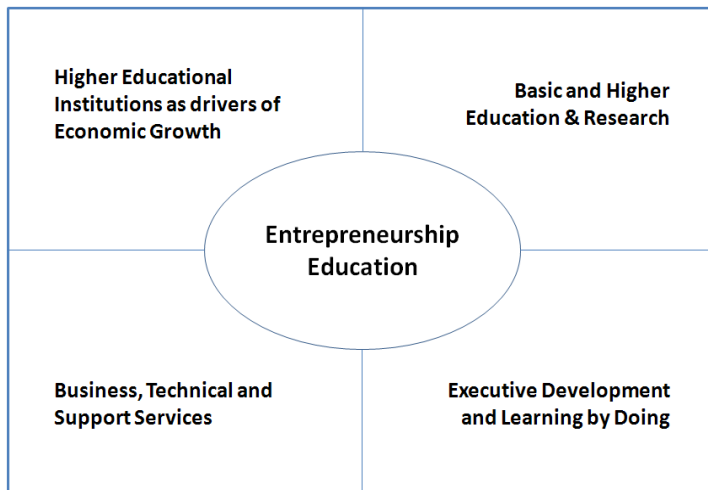 Higher Educational
Institutions as drivers of
Economic Growth
Basic and Higher
Education & Research
Entrepreneurship
Education
Business, Technical and
Support Services
Executive Development
and Learning by Doing